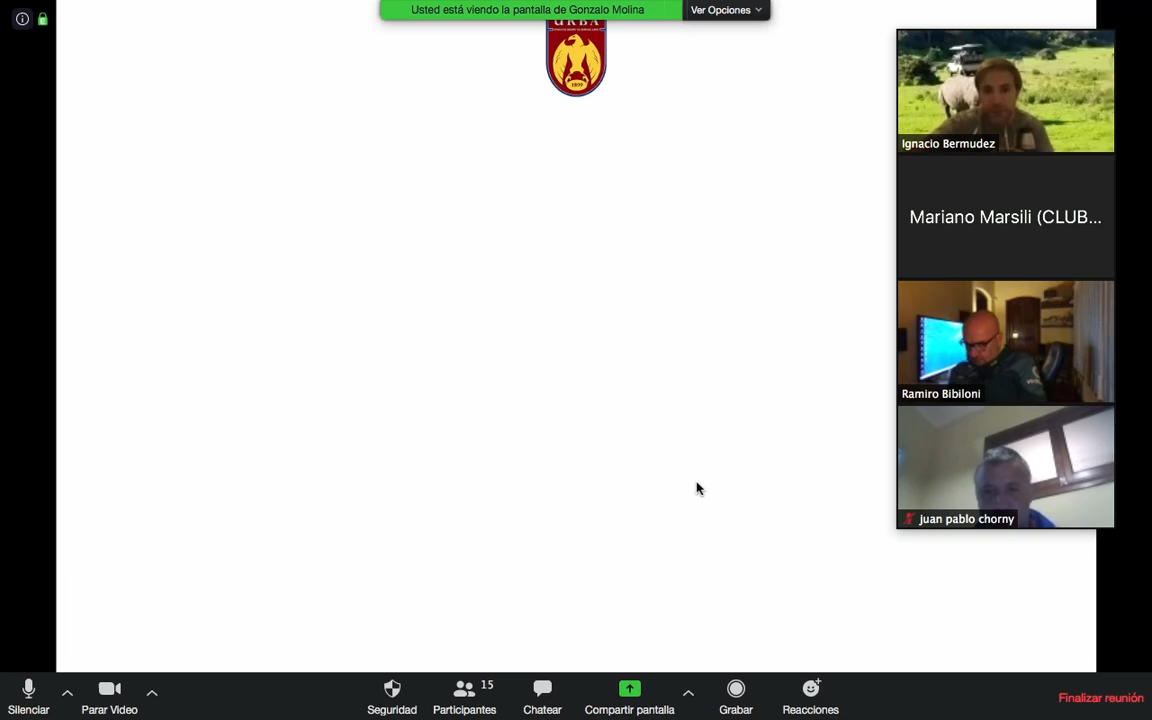 Usted está viendo la pantalla de Gonzalo Molina
Ver Opciones
URBA
1899
Ignacio Bermudez
Mariano Marsili (CLUB...
Ramiro Bibiloni
juan pablo chorny
Silenciar
Parar Video
Seguridad
Participantes
15
Chatear
Compartir pantalla
Grabar
Reacciones
Finalizar reunión